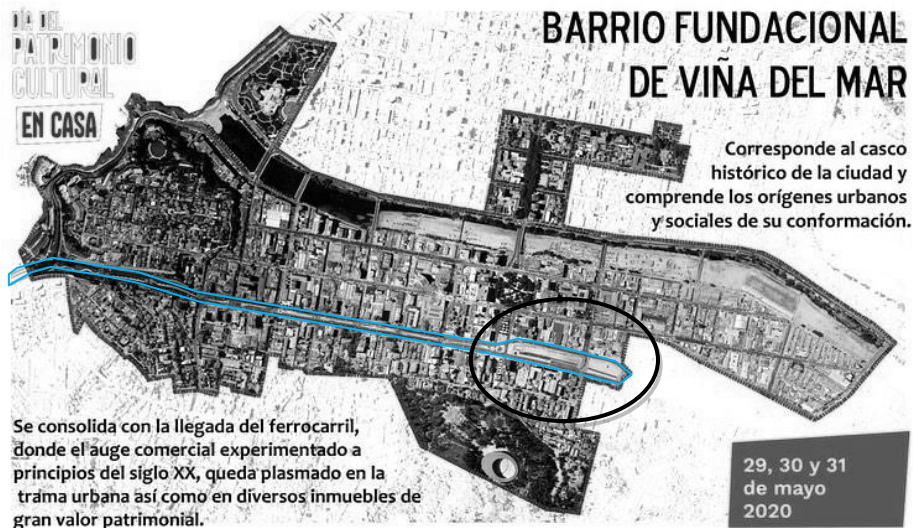 DÍA DEL
PATRIMONIO
CULTURAL
EN CASA
BARRIO FUNDACIONAL
DE VIÑA DEL MAR
Corresponde al casco
histórico de la ciudad y
comprende los orígenes urbanos
y sociales de su conformación.
Se consolida con la llegada del ferrocarril,
donde el auge comercial experimentado a
principios del siglo XX, queda plasmado en la
trama urbana así como en diversos inmuebles de
gran valor patrimonial.
29, 30 y 31
de mayo
2020